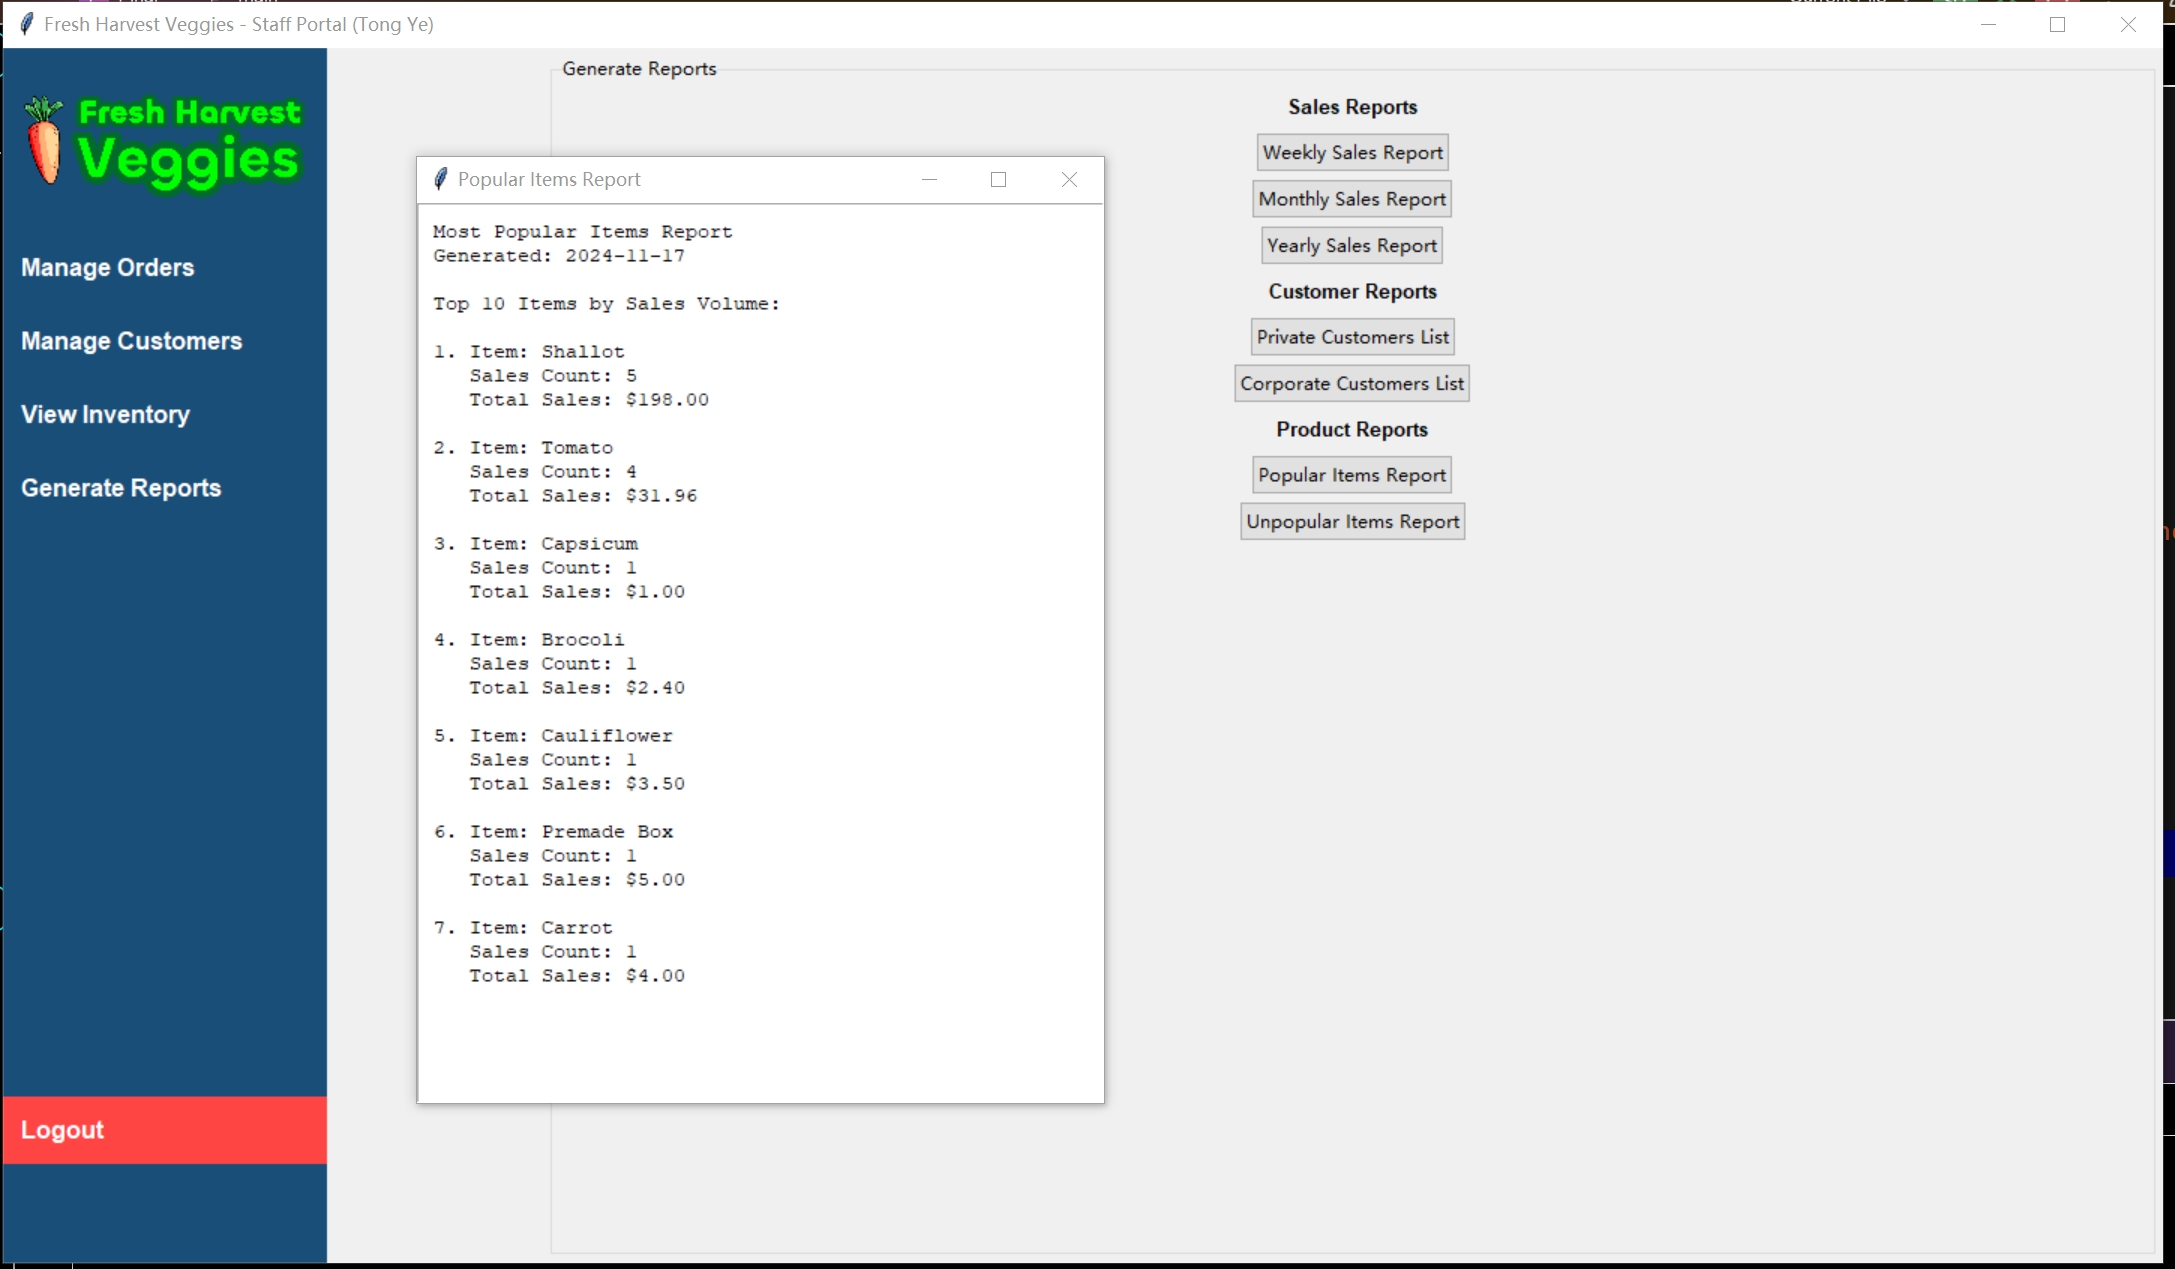 Fresh Harvest Veggies - Staff Portal (Tong Ye)
Fresh Harvest
Veggies
Manage Orders
Manage Customers
View Inventory
Generate Reports
Logout
Generate Reports
Sales Reports
Weekly Sales Report
Monthly Sales Report
Yearly Sales Report
Customer Reports
Private Customers List
Corporate Customers List
Product Reports
Popular Items Report
Unpopular Items Report
Popular Items Report
Most Popular Items Report
Generated: 2024-11-17
Top 10 Items by Sales Volume:
1. Item: Shallot
Sales Count: 5
Total Sales: $198.00
2. Item: Tomato
Sales Count: 4
Total Sales: $31.96
3. Item: Capsicum
Sales Count: 1
Total Sales: $1.00
4. Item: Brocoli
Sales Count: 1
Total Sales: $2.40
5. Item: Cauliflower
Sales Count: 1
Total Sales: $3.50
6. Item: Premade Box
Sales Count: 1
Total Sales: $5.00
7. Item: Carrot
Sales Count: 1
Total Sales: $4.00